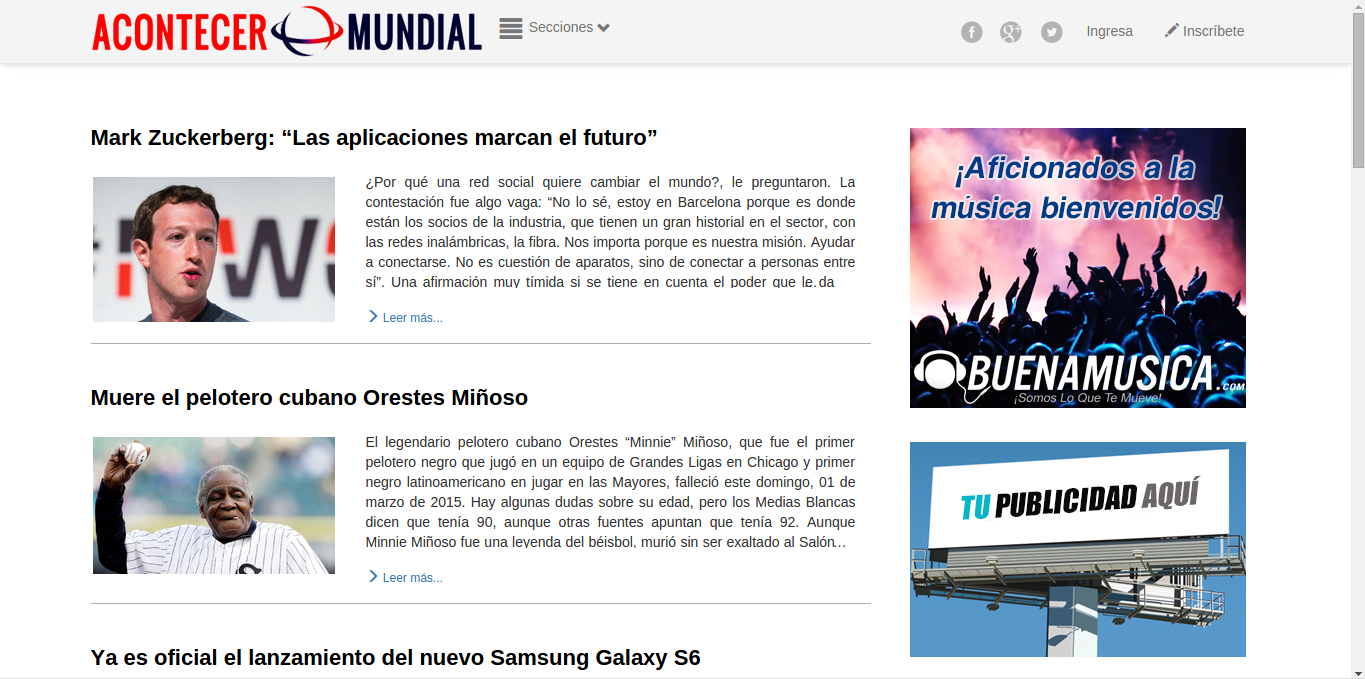 ACONTECER MUNDIAL
Secciones
Ingresa
Inscríbete
Mark Zuckerberg: “Las aplicaciones marcan el futuro”
¿Por qué una red social quiere cambiar el mundo?, le preguntaron. La
contestación fue algo vaga: “No lo sé, estoy en Barcelona porque es donde
están los socios de la industria, que tienen un gran historial en el sector, con
las redes inalámbricas, la fibra. Nos importa porque es nuestra misión. Ayudar
a conectarse. No es cuestión de aparatos, sino de conectar a personas entre
sí”. Una afirmación muy tímida si se tiene en cuenta el poder que le da
Leer más...
Muere el pelotero cubano Orestes Miñoso
El legendario pelotero cubano Orestes “Minnie” Miñoso, que fue el primer
pelotero negro que jugó en un equipo de Grandes Ligas en Chicago y primer
negro latinoamericano en jugar en las Mayores, falleció este domingo, 01 de
marzo de 2015. Hay algunas dudas sobre su edad, pero los Medias Blancas
dicen que tenía 90, aunque otras fuentes apuntan que tenía 92. Aunque
Minnie Miñoso fue una leyenda del béisbol, murió sin ser exaltado al Salón...
Leer más...
Ya es oficial el lanzamiento del nuevo Samsung Galaxy S6
¡Aficionados a la
música bienvenidos!
BUENAMUSICA.COM
¡Somos Lo Que Te Mueve!
TU PUBLICIDAD AQUÍ